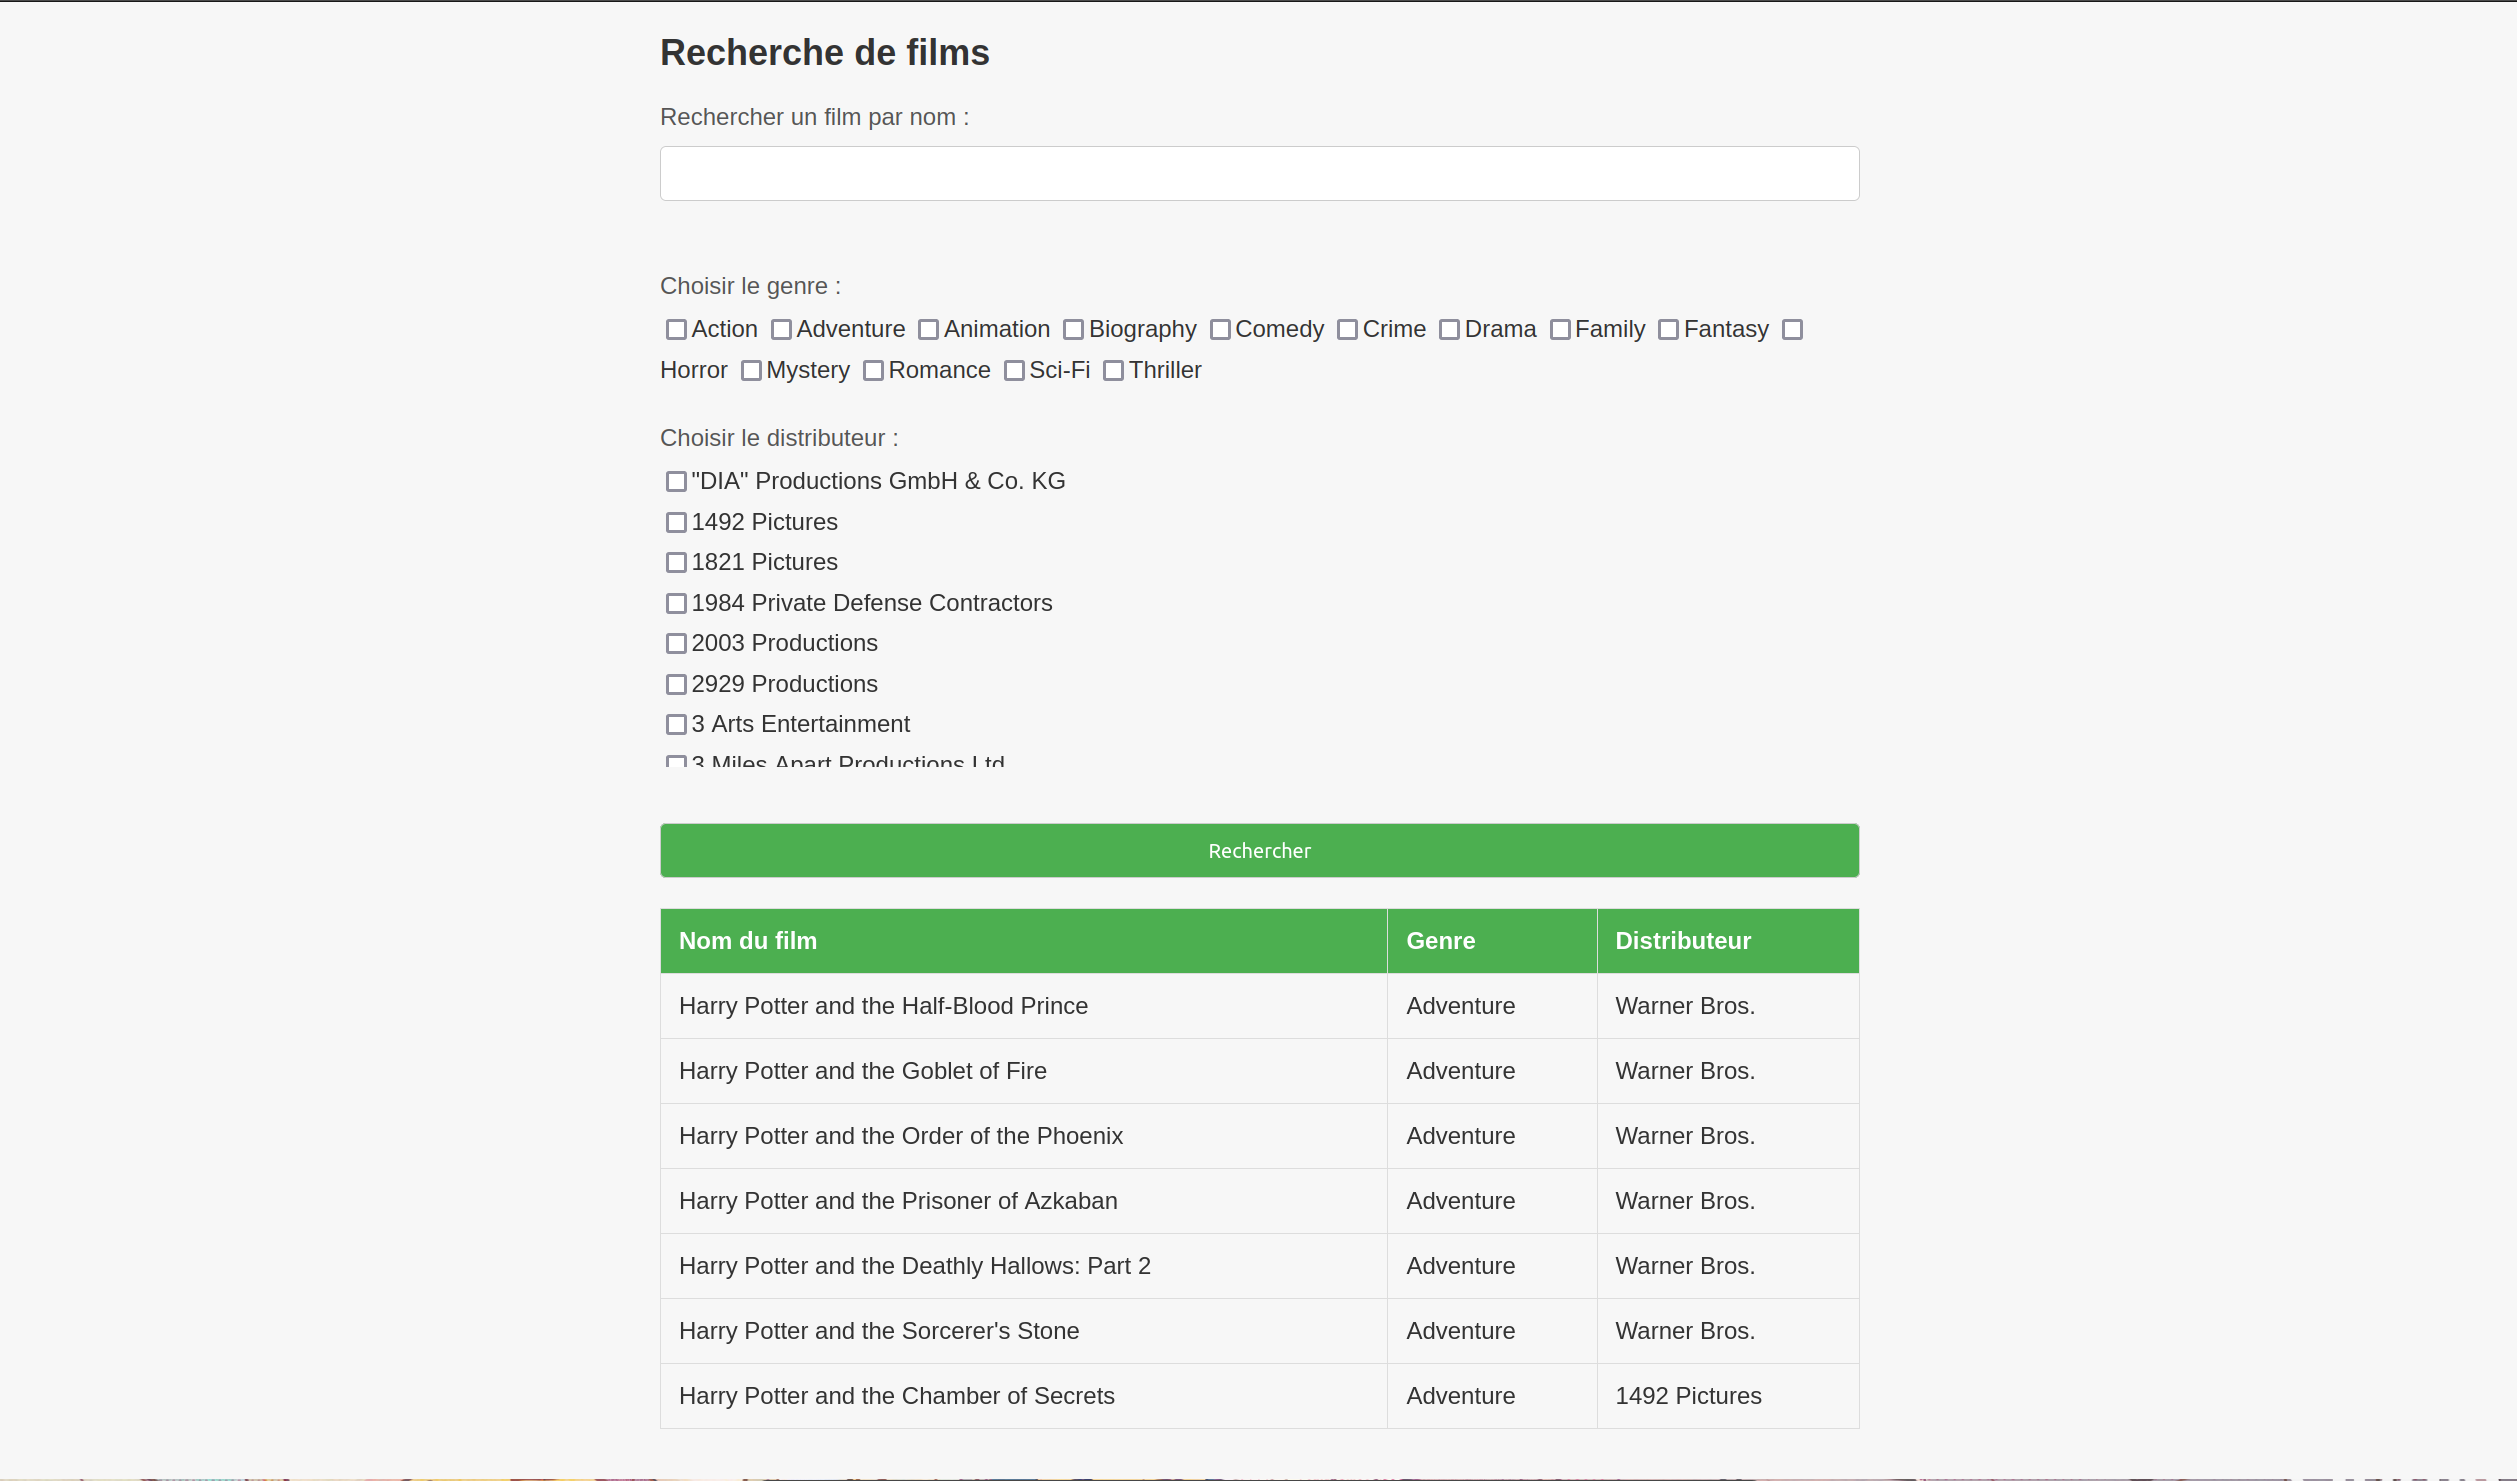 Recherche de films
Rechercher un film par nom :
Choisir le genre :
Action Adventure Animation Biography Comedy Crime Drama Family Fantasy
Horror Mystery Romance Sci-Fi Thriller
Choisir le distributeur :
"DIA" Productions GmbH & Co. KG
1492 Pictures
1821 Pictures
1984 Private Defense Contractors
2003 Productions
2929 Productions
3 Arts Entertainment
3 Miles Apart Productions Ltd
Rechercher
Nom du film Genre Distributeur
Harry Potter and the Half-Blood Prince Adventure Warner Bros.
Harry Potter and the Goblet of Fire Adventure Warner Bros.
Harry Potter and the Order of the Phoenix Adventure Warner Bros.
Harry Potter and the Prisoner of Azkaban Adventure Warner Bros.
Harry Potter and the Deathly Hallows: Part 2 Adventure Warner Bros.
Harry Potter and the Sorcerer's Stone Adventure Warner Bros.
Harry Potter and the Chamber of Secrets Adventure 1492 Pictures